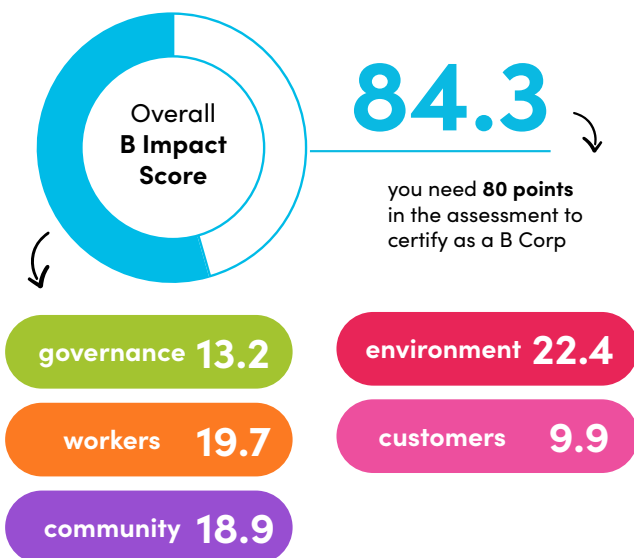 Overall
B Impact
Score
84.3
you need 80 points
in the assessment to
certify as a B Corp
governance 13.2
environment 22.4
workers 19.7
customers 9.9
community 18.9